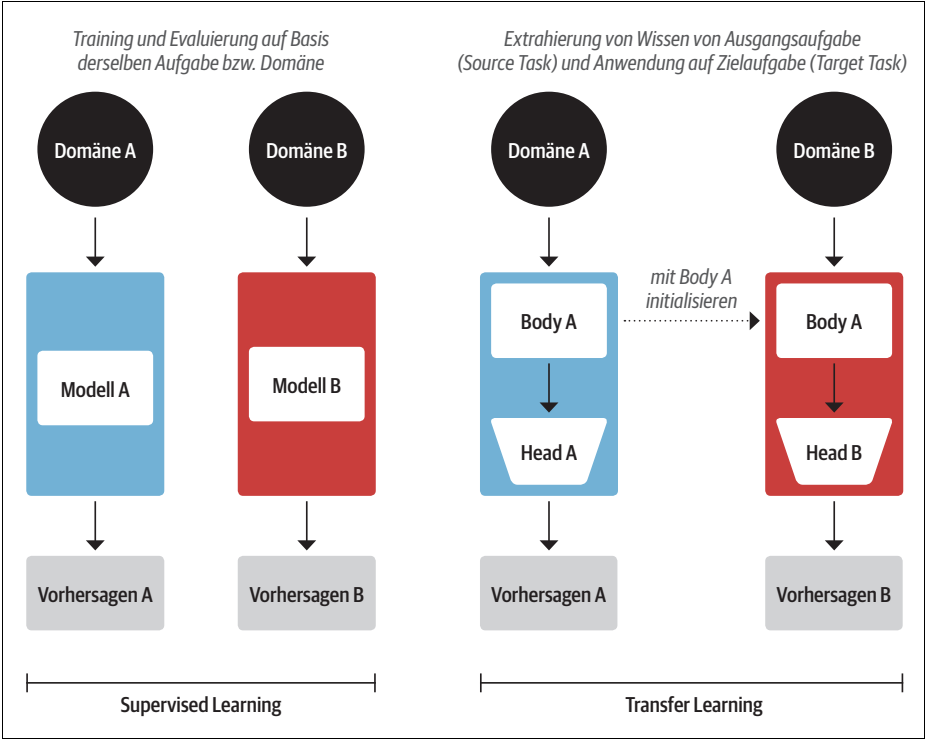 Training und Evaluierung auf Basis
derselben Aufgabe bzw. Domäne
Extrahierung von Wissen von Ausgangsaufgabe
(Source Task) und Anwendung auf Zielaufgabe (Target Task)
Domäne A
Domäne B
Domäne A
Domäne B
mit Body A
initialisieren
Body A
Body A
Modell A
Modell B
Head A
Head B
Vorhersagen A
Vorhersagen B
Vorhersagen A
Vorhersagen B
Supervised Learning
Transfer Learning